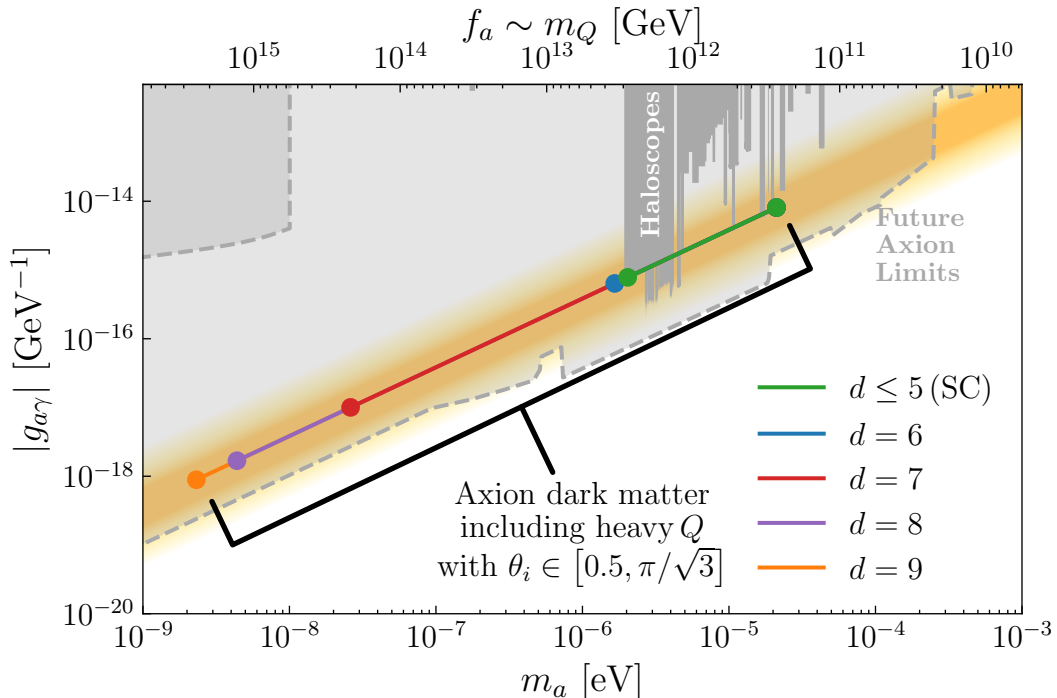 f_a ∼ m_Q [GeV]
10^15 10^14 10^13 10^12 10^11 10^10
|g_aγ| [GeV^−1]
10^−14
10^−16
10^−18
10^−20
Haloscopes
Future
Axion
Limits
d ≤ 5 (SC)
d = 6
d = 7
d = 8
d = 9
Axion dark matter
including heavy Q
with θ_i ∈ [0.5, π/√3]
10^−9 10^−8 10^−7 10^−6 10^−5 10^−4 10^−3
m_a [eV]